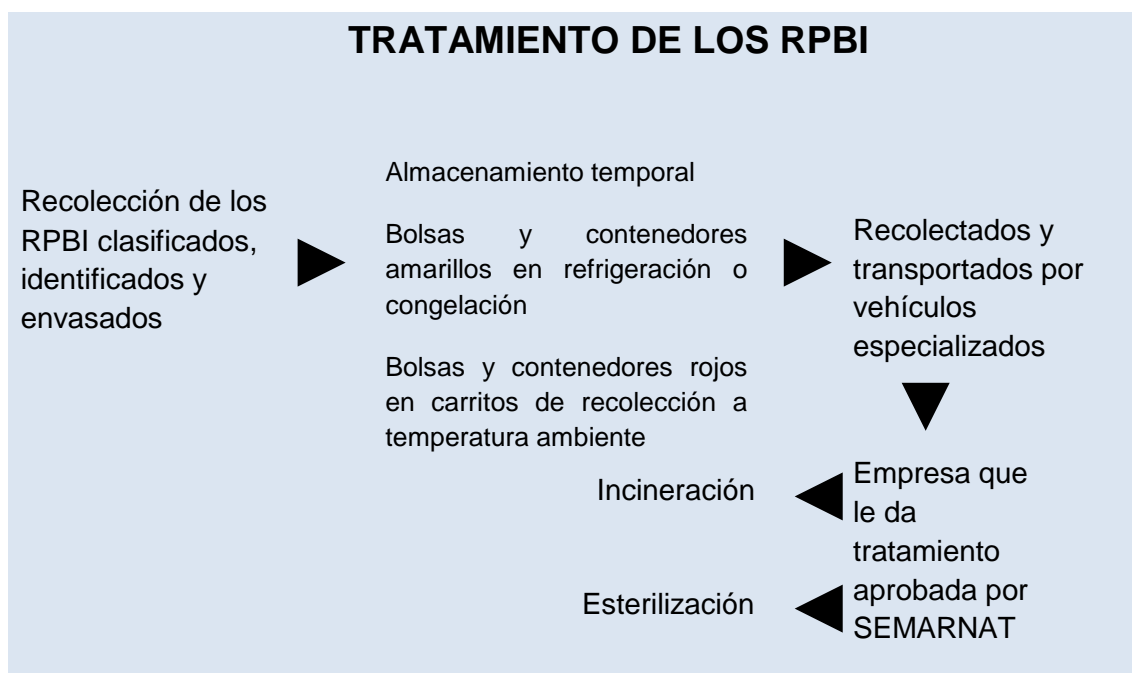 TRATAMIENTO DE LOS RPBI
Recolección de los
RPBI clasificados,
identificados y
envasados
Almacenamiento temporal
Bolsas y contenedores
amarillos en refrigeración o
congelación
Bolsas y contenedores rojos
en carritos de recolección a
temperatura ambiente
Recolectados y
transportados por
vehículos
especializados
Empresa que
le da
tratamiento
aprobada por
SEMARNAT
Incineración
Esterilización